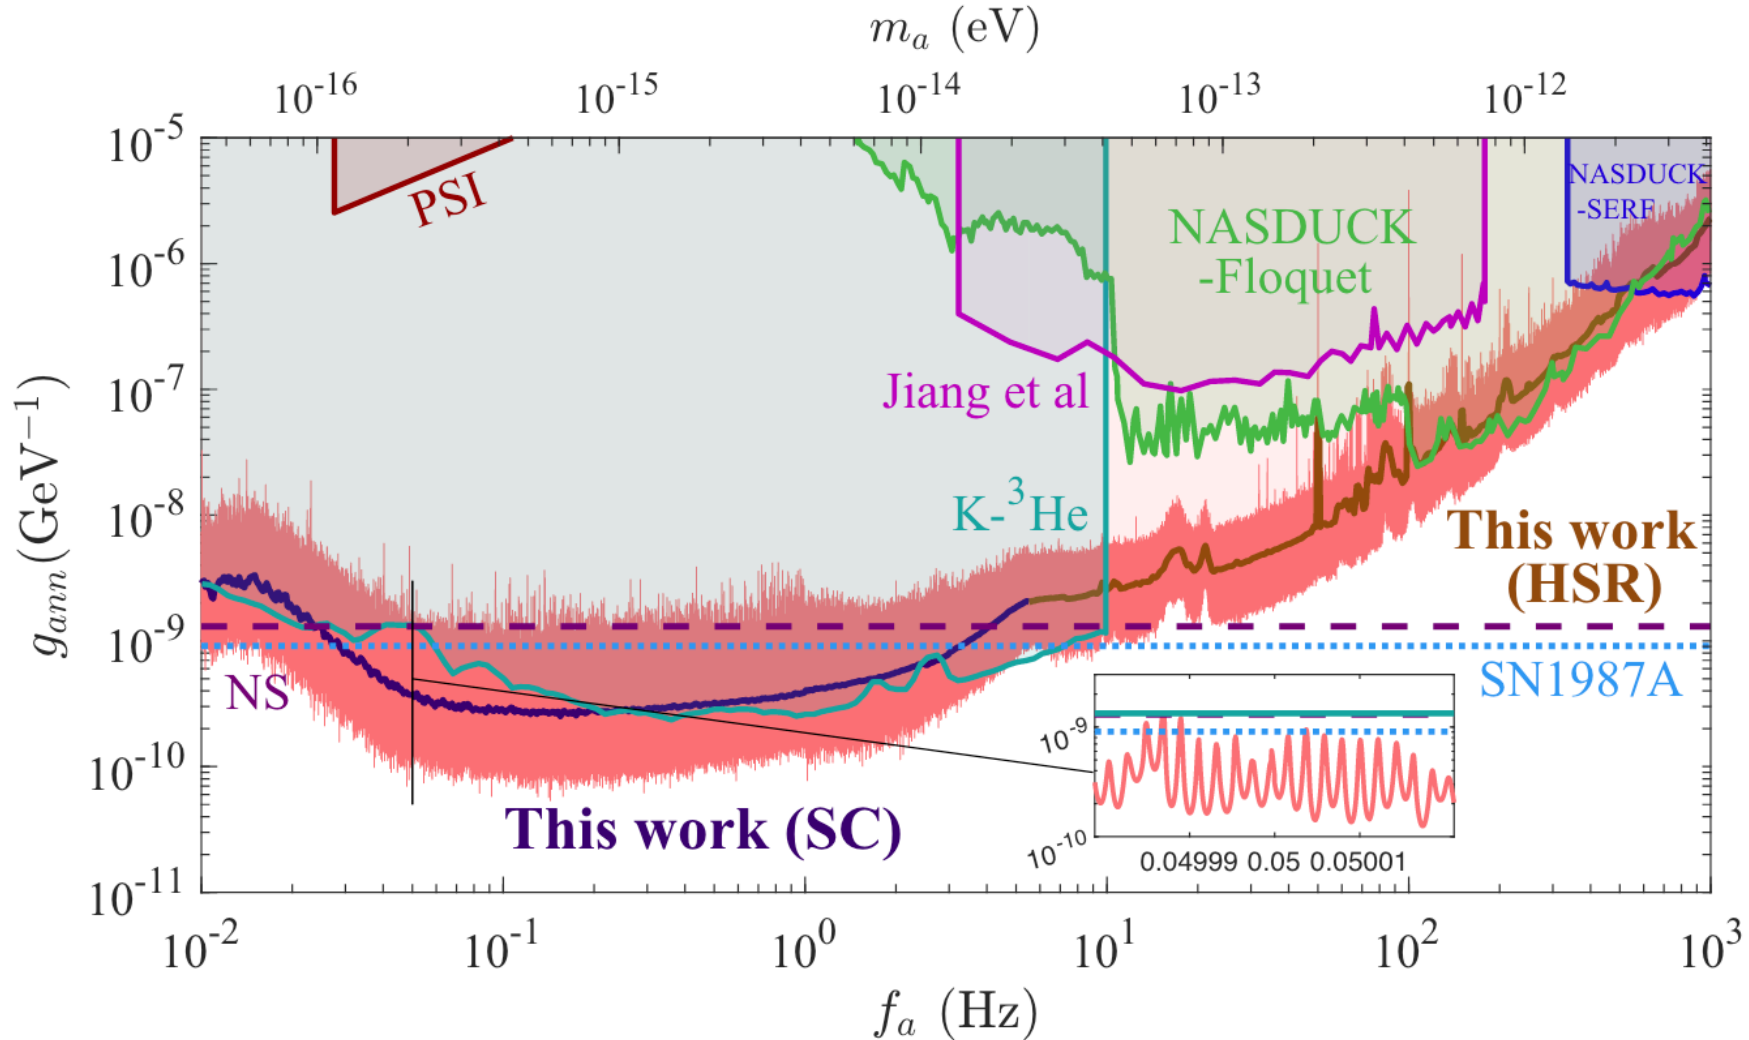 m_a (eV)
10^-16 10^-15 10^-14 10^-13 10^-12
10^-5
10^-6
10^-7
10^-8
10^-9
10^-10
10^-11
g_ann(GeV^−1)
PSI
NASDUCK
-Floquet
NASDUCK
-SERF
Jiang et al
K-^3He
This work
(HSR)
NS
SN1987A
This work (SC)
10^-9
10^-10
0.04999 0.05 0.05001
10^-2 10^-1 10^0 10^1 10^2 10^3
f_a (Hz)